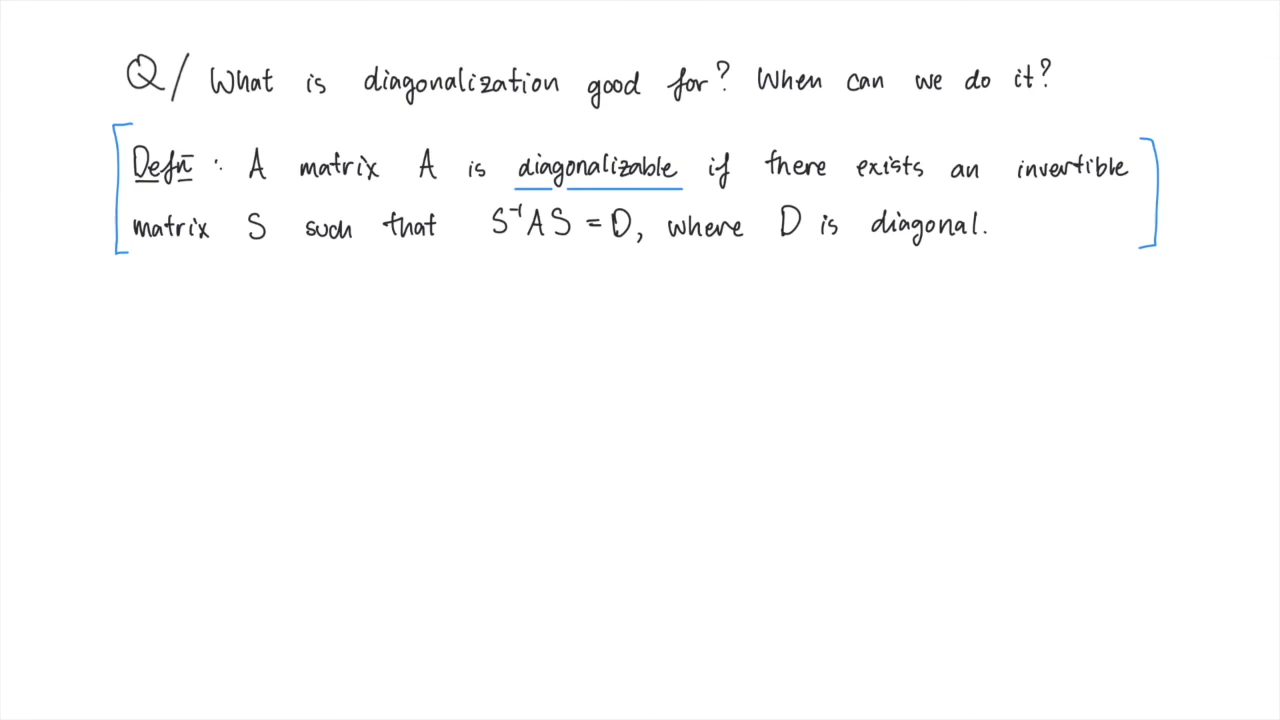 Q/ What is diagonalization good for? When can we do it?
Defn: A matrix A is diagonalizable if there exists an invertible
matrix S such that S⁻¹AS = D, where D is diagonal.